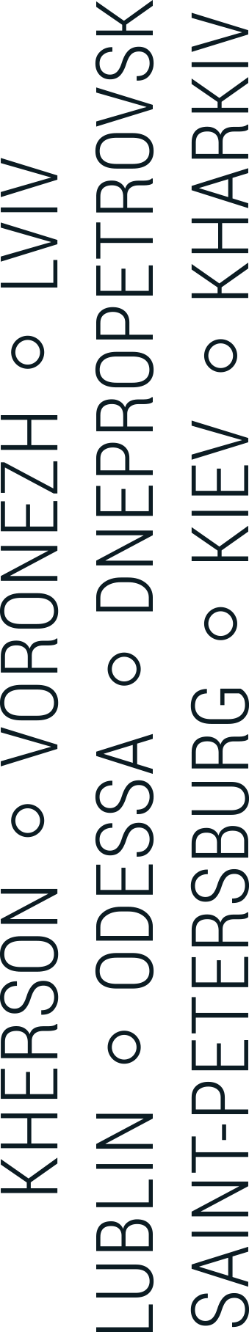 KHERSON ○ VORONEZH ○ LVIV
LUBLIN ○ ODESSA ○ DNEPROPETROVSK
SAINT-PETERSBURG ○ KIEV ○ KHARKIV